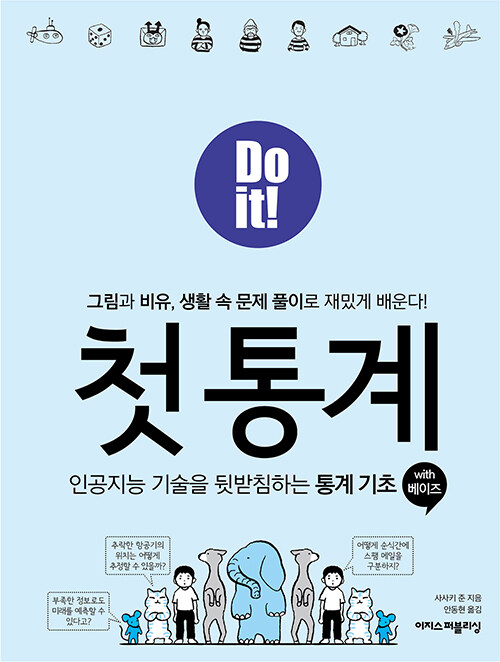 Do
it!
그림과 비유, 생활 속 문제 풀이로 재밌게 배운다!
첫 통계
인공지능 기술을 뒷받침하는 통계 기초
with
베이즈
추락한 항공기의
위치는 어떻게
추정할 수 있을까?
어떻게 순식간에
스팸 메일을
구분하지?
부족한 정보로도
미래를 예측할 수
있다고?
사사키 준 지음
안동현 옮김
이지스 퍼블리싱